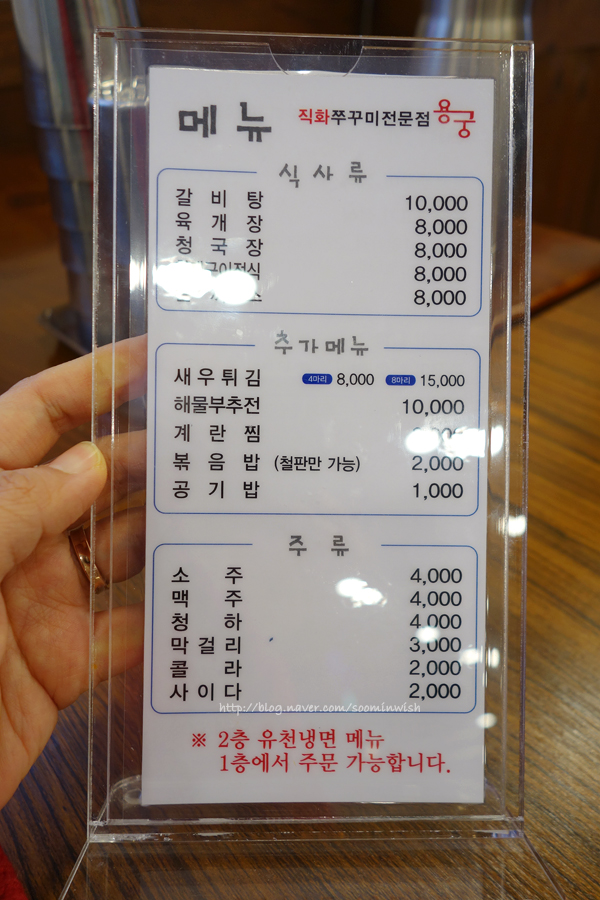 메뉴 직화쭈꾸미전문점 용궁
식사류
갈비탕 10,000
육개장 8,000
청국장 8,000
8,000
8,000
추가메뉴
새우튀김 4마리 8,000 8마리 15,000
해물부추전 10,000
계란찜
볶음밥 (철판만 가능) 2,000
공기밥 1,000
주류
소주 4,000
맥주 4,000
청하 4,000
막걸리 3,000
콜라 2,000
사이다 2,000
http://blog.naver.com/soominwish
※ 2층 유천냉면 메뉴
1층에서 주문 가능합니다.